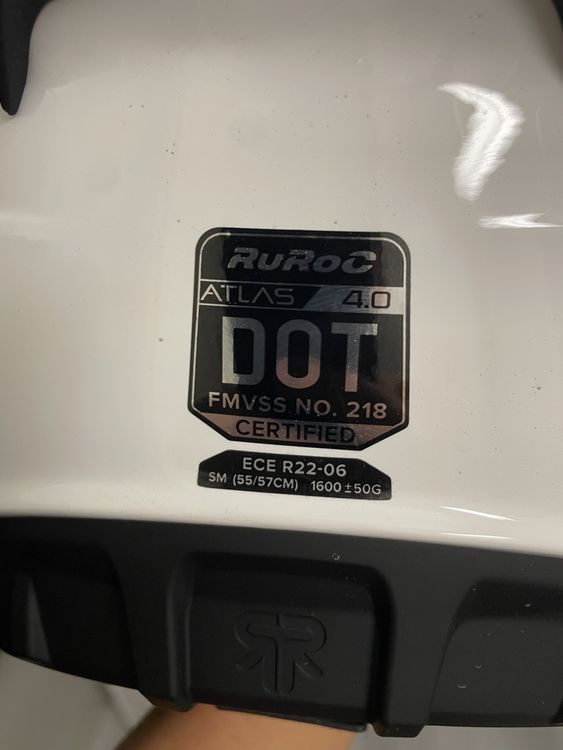 RuRoC
ATLAS 4.0
DOT
FMVSS NO. 218
CERTIFIED
ECE R22-06
SM (55/57CM) 1600±50G